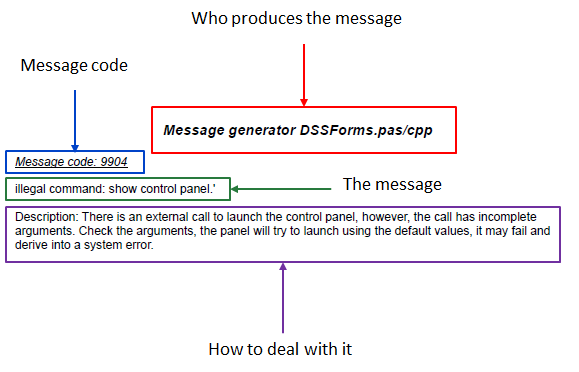 Who produces the message
Message code
Message generator DSSForms.pas/cpp
Message code: 9904
illegal command: show control panel.'
The message
Description: There is an external call to launch the control panel, however, the call has incomplete
arguments. Check the arguments, the panel will try to launch using the default values, it may fail and
derive into a system error.
How to deal with it